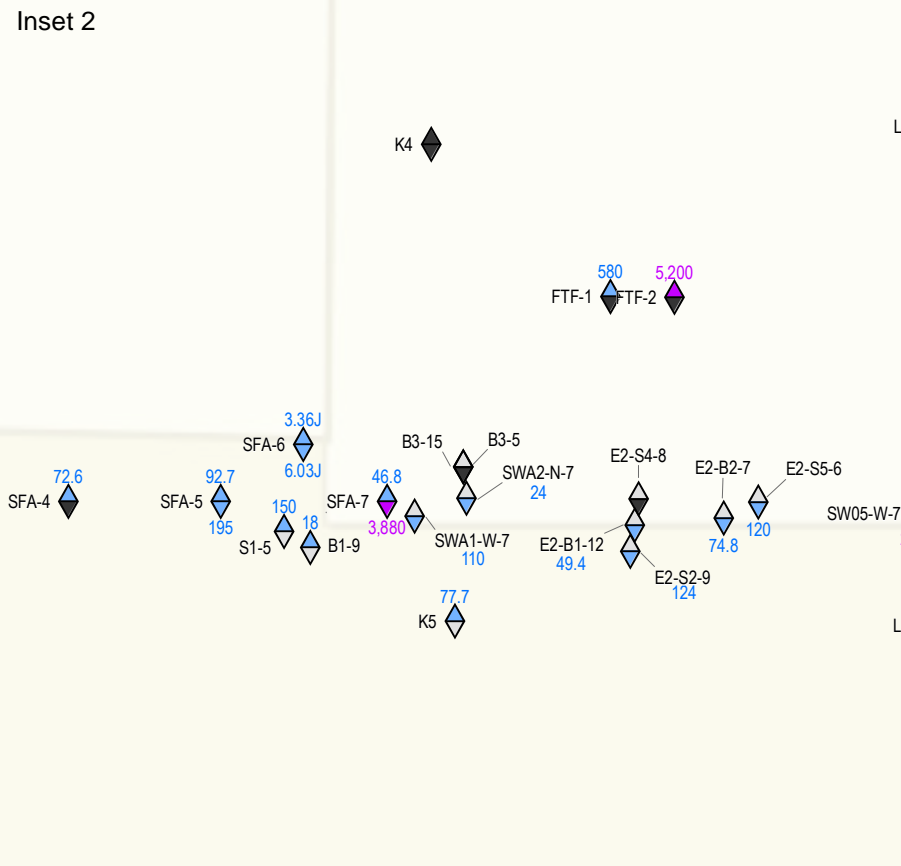 Inset 2
L
K4
580
5,200
FTF-1
FTF-2
3.36J
SFA-6
6.03J
B3-15
B3-5
E2-S4-8
SWA2-N-7
24
E2-B2-7
E2-S5-6
72.6
SFA-4
92.7
SFA-5
195
46.8
SFA-7
3,880
150
S1-5
18
B1-9
SWA1-W-7
110
E2-B1-12
49.4
74.8
120
SW05-W-7
E2-S2-9
124
77.7
K5
L